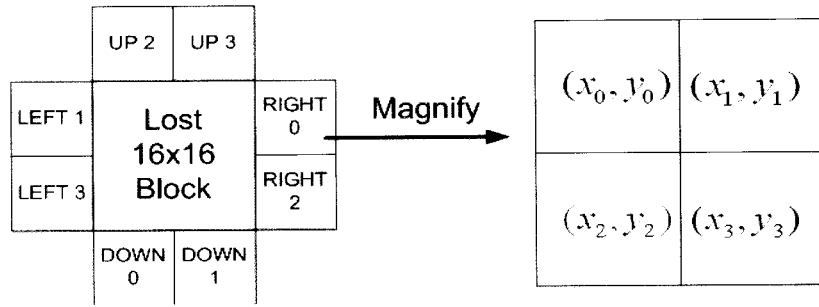 UP 2 UP 3
LEFT 1
LEFT 3
Lost
16x16
Block
RIGHT
0
RIGHT
2
DOWN
0
DOWN
1
Magnify
(x₀, y₀) (x₁, y₁)
(x₂, y₂) (x₃, y₃)